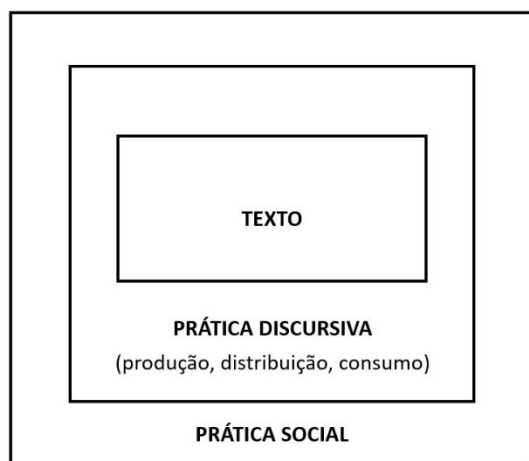 TEXTO
PRÁTICA DISCURSIVA
(produção, distribuição, consumo)
PRÁTICA SOCIAL